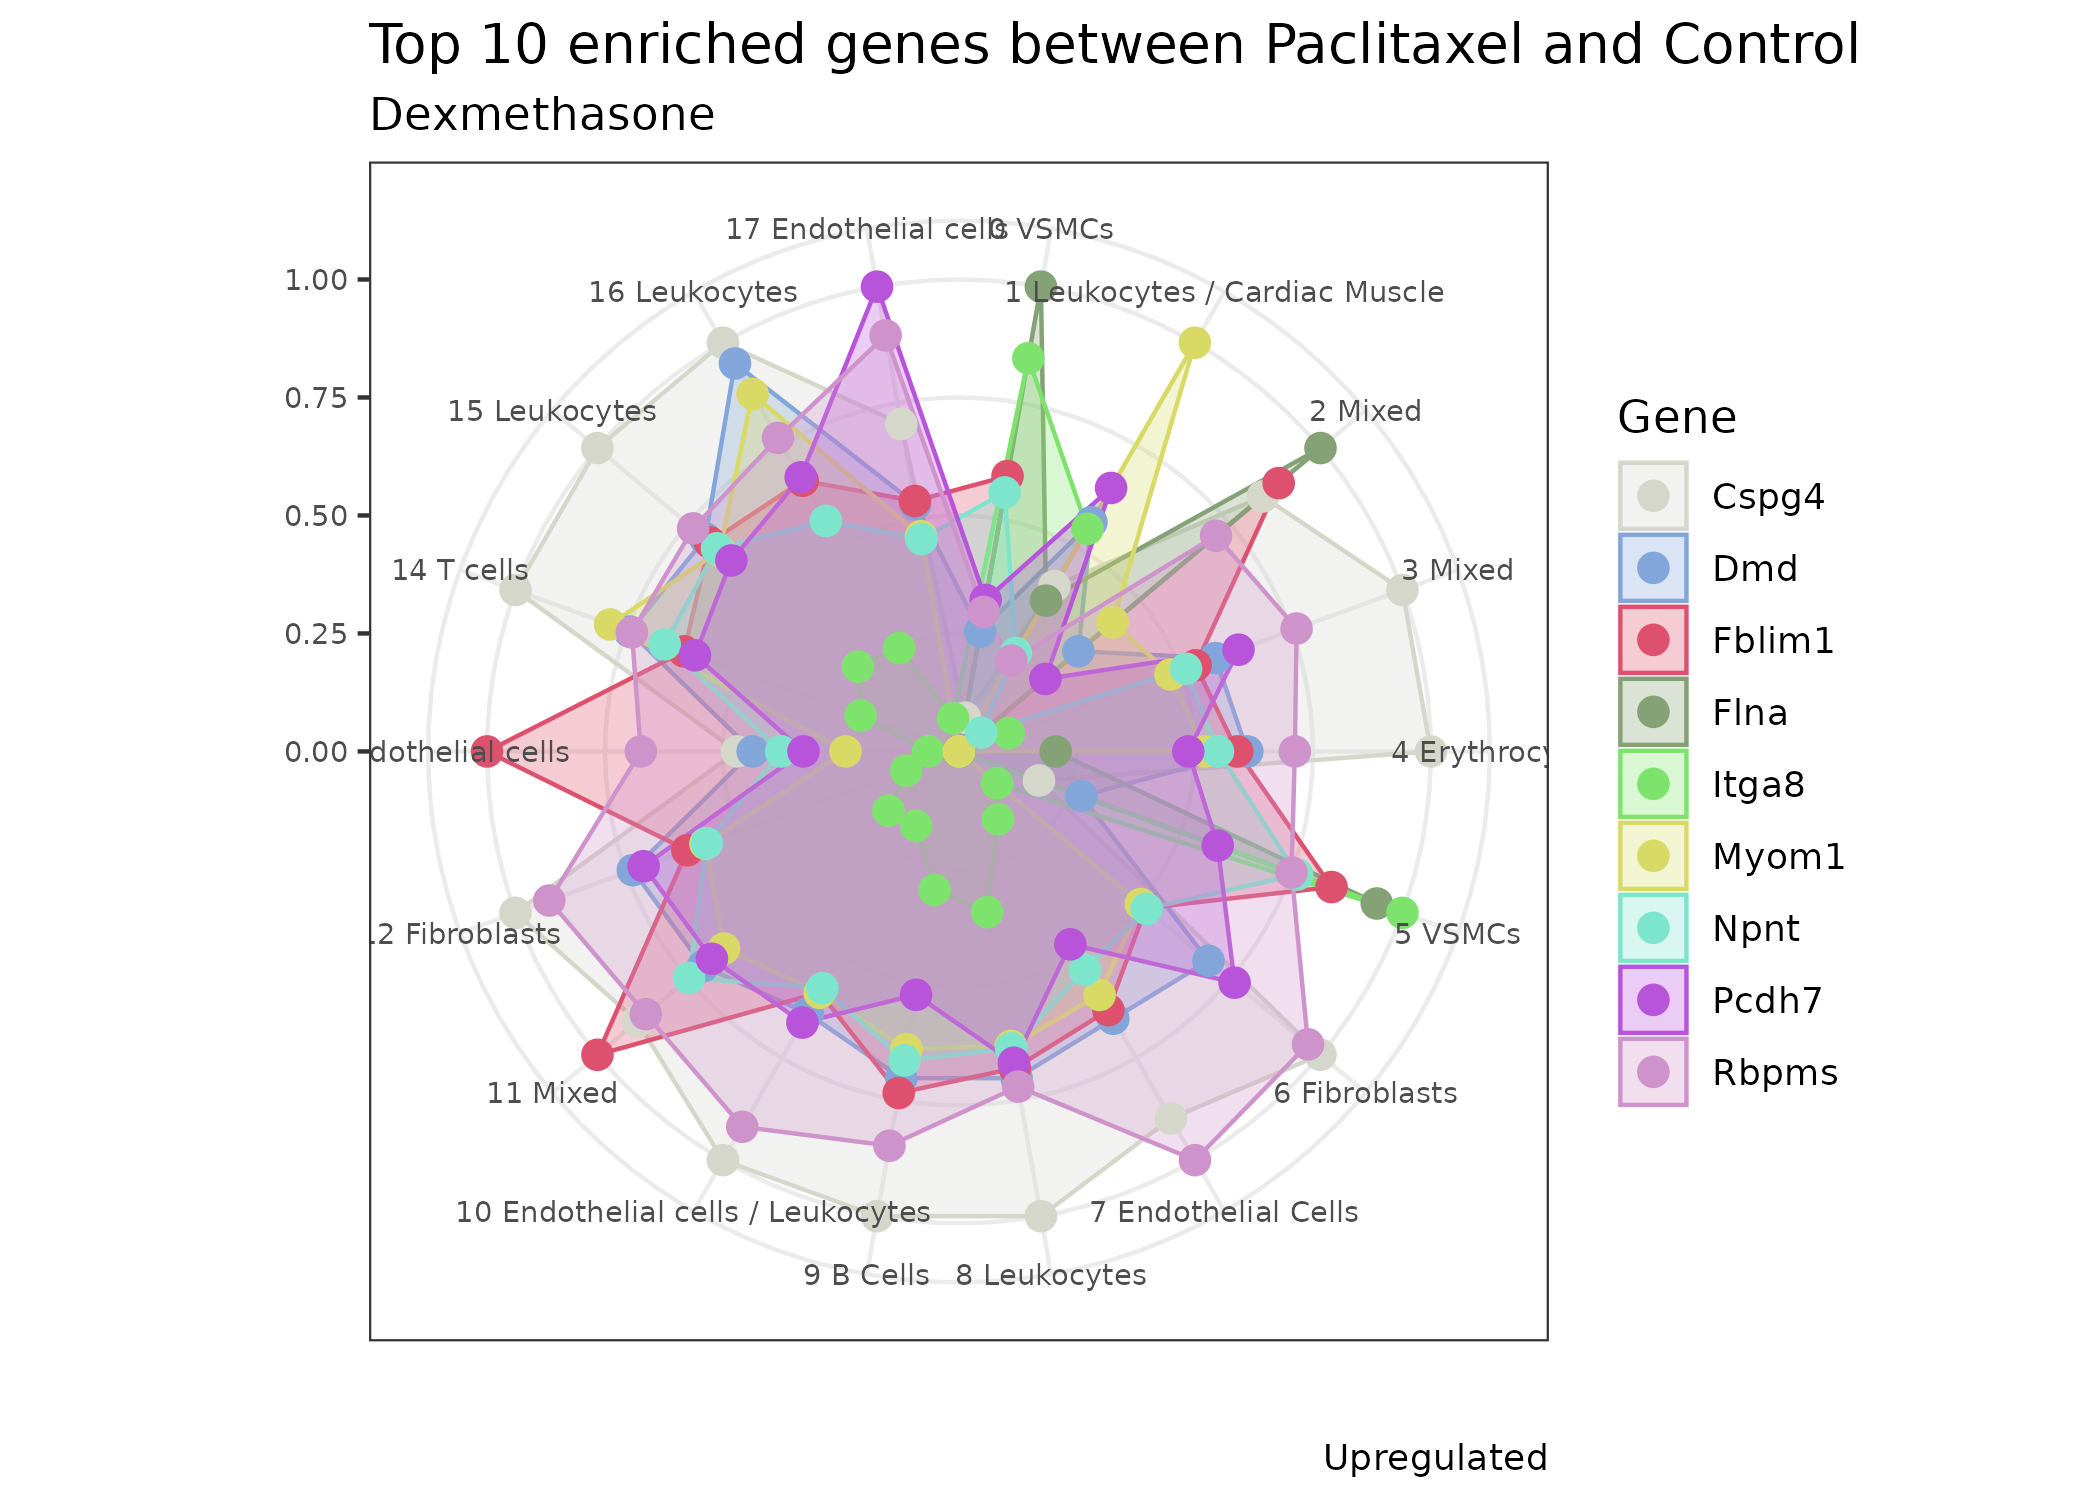 Top 10 enriched genes between Paclitaxel and Control
Dexmethasone
17 Endothelial cells
0 VSMCs
16 Leukocytes
1 Leukocytes / Cardiac Muscle
15 Leukocytes
2 Mixed
14 T cells
3 Mixed
dothelial cells
4 Erythrocy
2 Fibroblasts
5 VSMCs
11 Mixed
6 Fibroblasts
10 Endothelial cells / Leukocytes
7 Endothelial Cells
9 B Cells
8 Leukocytes
1.00
0.75
0.50
0.25
0.00
Gene
Cspg4
Dmd
Fblim1
Flna
Itga8
Myom1
Npnt
Pcdh7
Rbpms
Upregulated